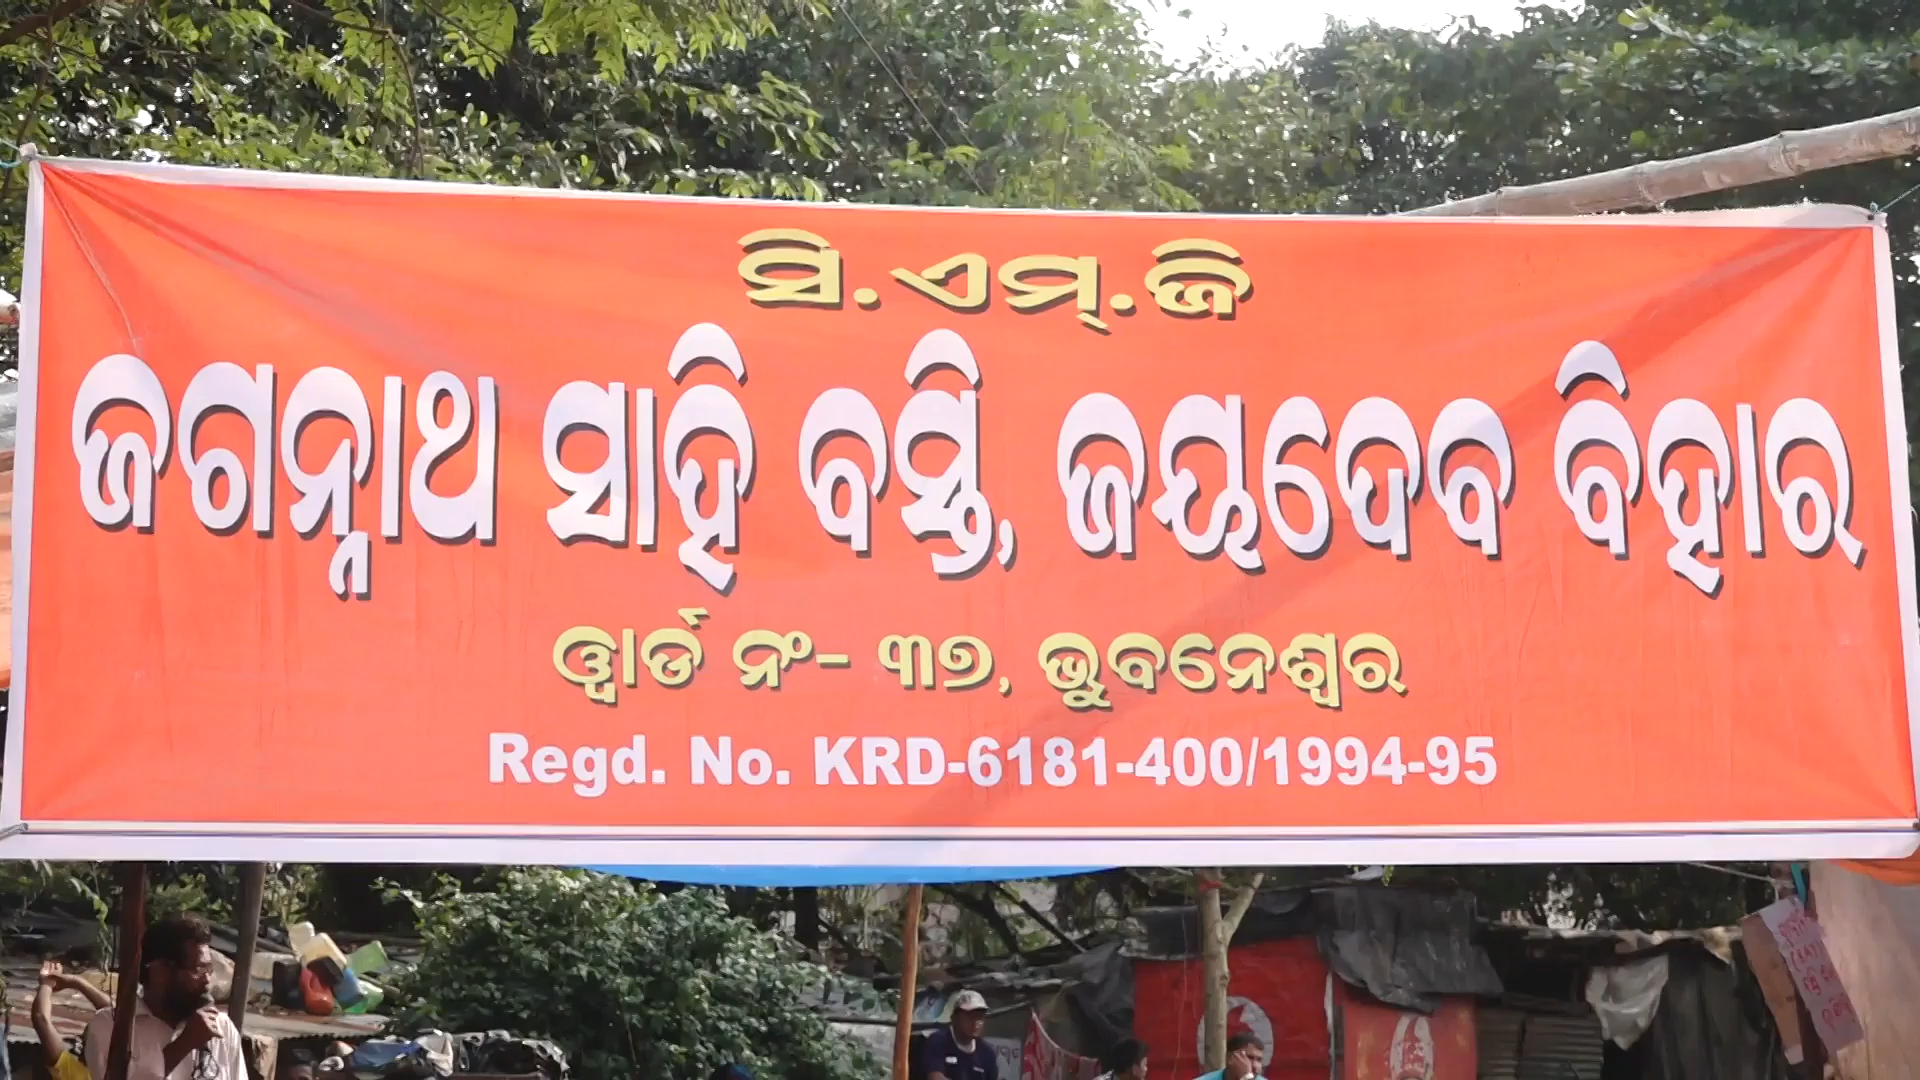 ସି.ଏମ୍.ଜି
ଜଗନ୍ନାଥ ସାହି ବସ୍ତି, ଜୟଦେବ ବିହାର
ୱାର୍ଡ ନଂ- ୩୭, ଭୁବନେଶ୍ୱର
Regd. No. KRD-6181-400/1994-95